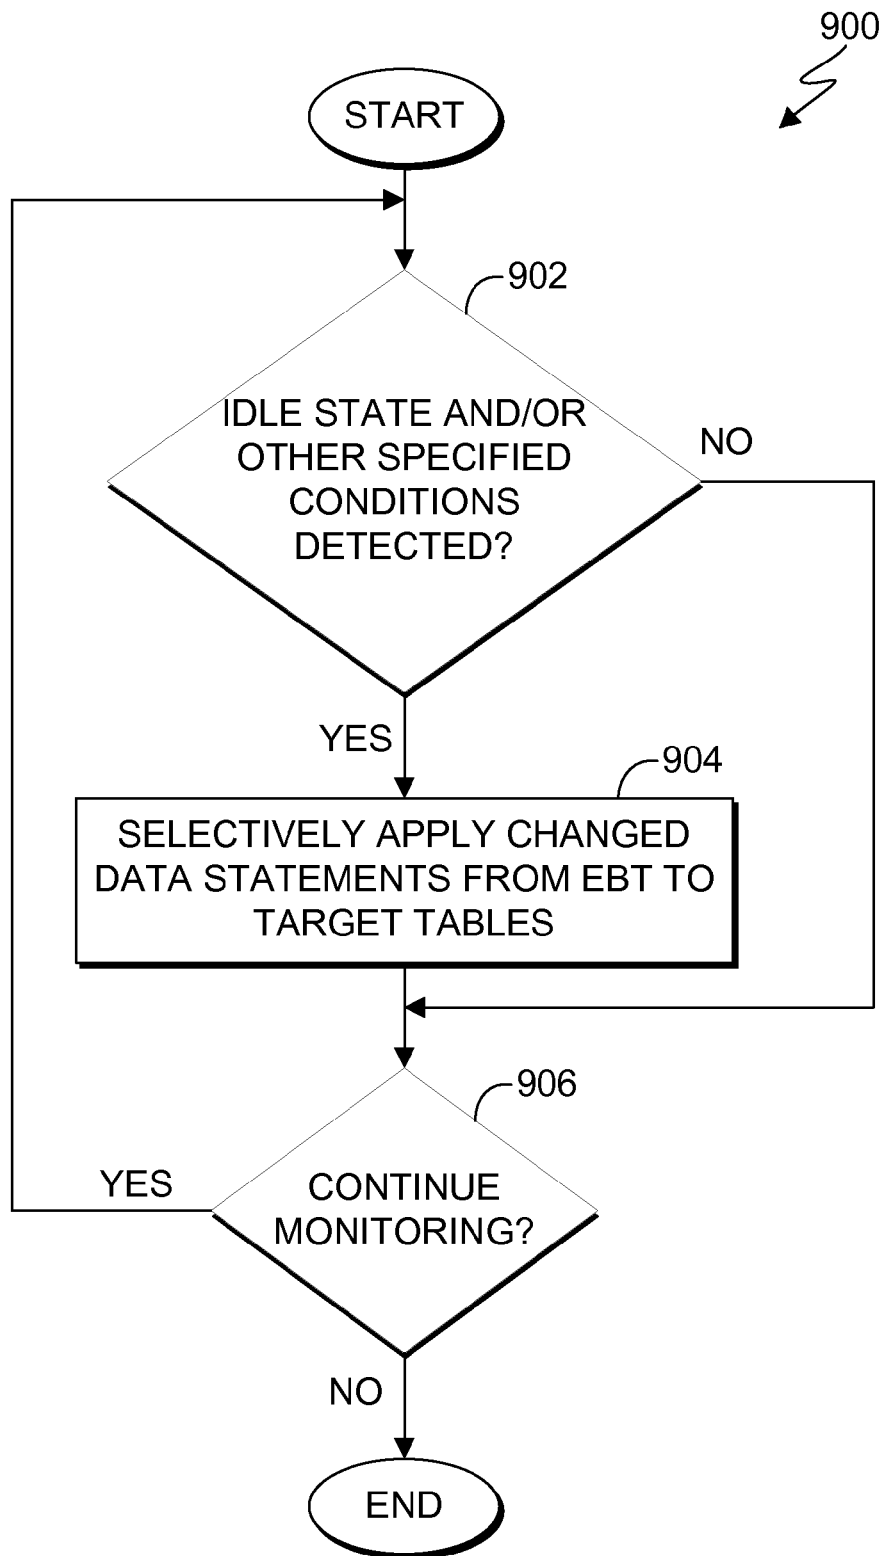 900
START
902
IDLE STATE AND/OR
OTHER SPECIFIED
CONDITIONS
DETECTED?
NO
YES
904
SELECTIVELY APPLY CHANGED
DATA STATEMENTS FROM EBT TO
TARGET TABLES
906
YES
CONTINUE
MONITORING?
NO
END